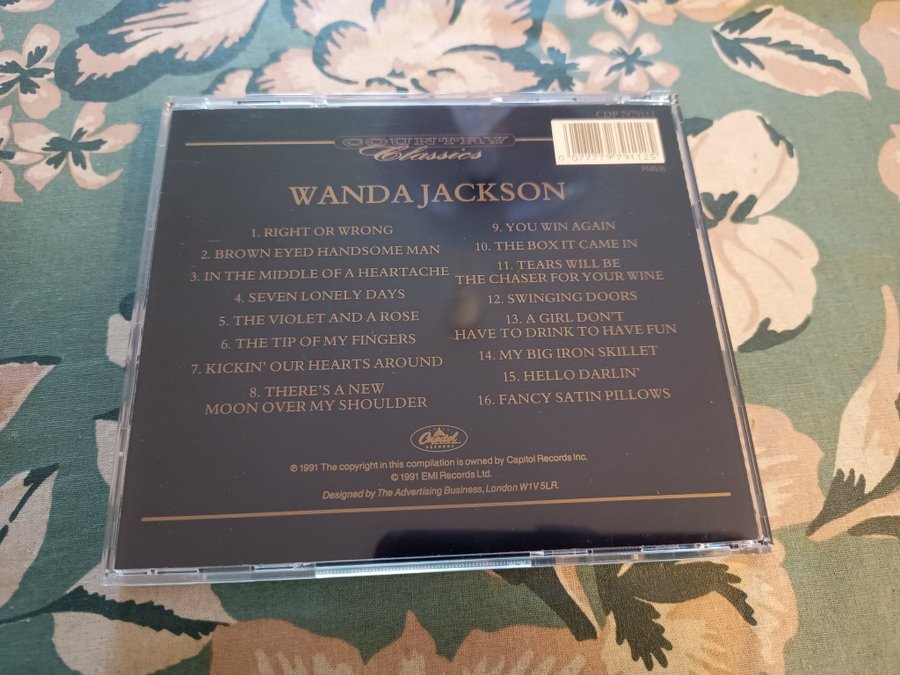 CDP 7979112
COUNTRY
Classics
0 077779 791125
PM516
WANDA JACKSON
1. RIGHT OR WRONG
2. BROWN EYED HANDSOME MAN
3. IN THE MIDDLE OF A HEARTACHE
4. SEVEN LONELY DAYS
5. THE VIOLET AND A ROSE
6. THE TIP OF MY FINGERS
7. KICKIN' OUR HEARTS AROUND
8. THERE'S A NEW
MOON OVER MY SHOULDER
9. YOU WIN AGAIN
10. THE BOX IT CAME IN
11. TEARS WILL BE
THE CHASER FOR YOUR WINE
12. SWINGING DOORS
13. A GIRL DON'T
HAVE TO DRINK TO HAVE FUN
14. MY BIG IRON SKILLET
15. HELLO DARLIN'
16. FANCY SATIN PILLOWS
Capitol
RECORDS
℗ 1991 The copyright in this compilation is owned by Capitol Records Inc.
© 1991 EMI Records Ltd.
Designed by The Advertising Business, London W1V 5LR.